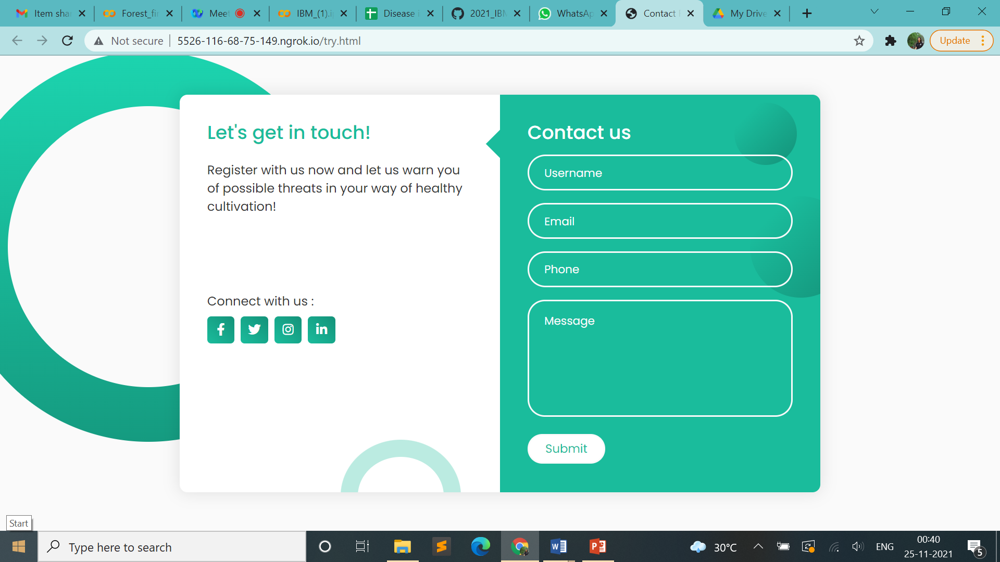 Item shar
Forest_fir
Meet
IBM_(1).i
Disease i
2021_IBM
WhatsAp
Contact
My Drive
Not secure
5526-116-68-75-149.ngrok.io/try.html
Update
Let's get in touch!
Register with us now and let us warn you
of possible threats in your way of healthy
cultivation!
Connect with us :
Contact us
Username
Email
Phone
Message
Submit
Start
Type here to search
30°C
ENG
00:40
25-11-2021
5